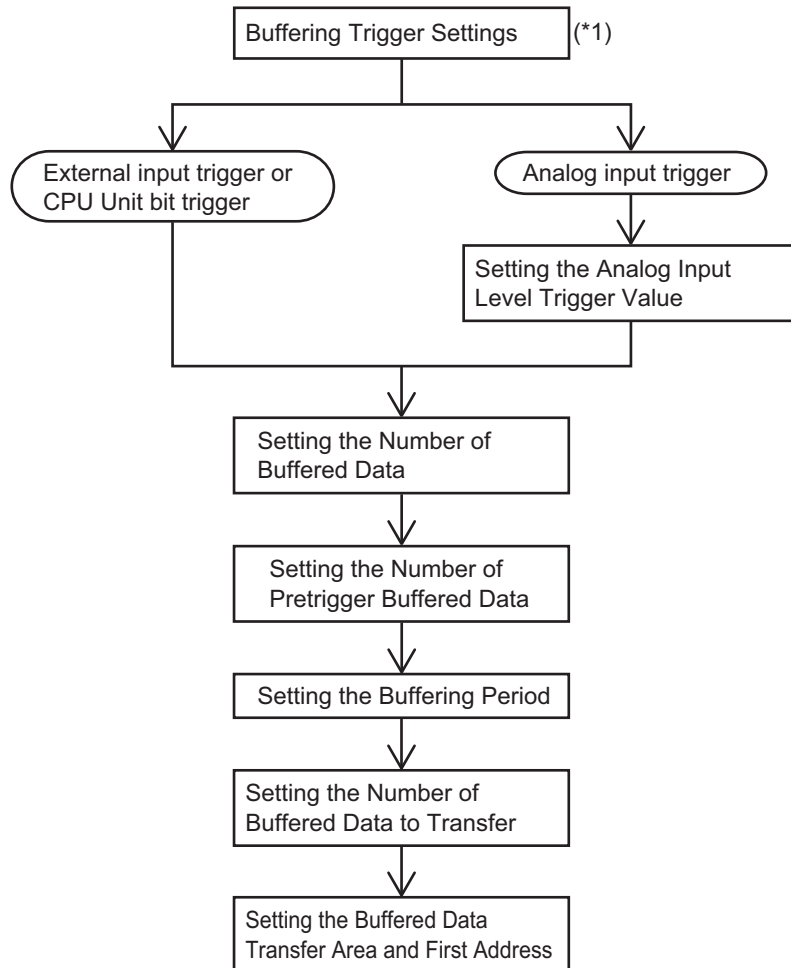 Buffering Trigger Settings (*1)
External input trigger or
CPU Unit bit trigger
Analog input trigger
Setting the Analog Input
Level Trigger Value
Setting the Number of
Buffered Data
Setting the Number of
Pretrigger Buffered Data
Setting the Buffering Period
Setting the Number of
Buffered Data to Transfer
Setting the Buffered Data
Transfer Area and First Address